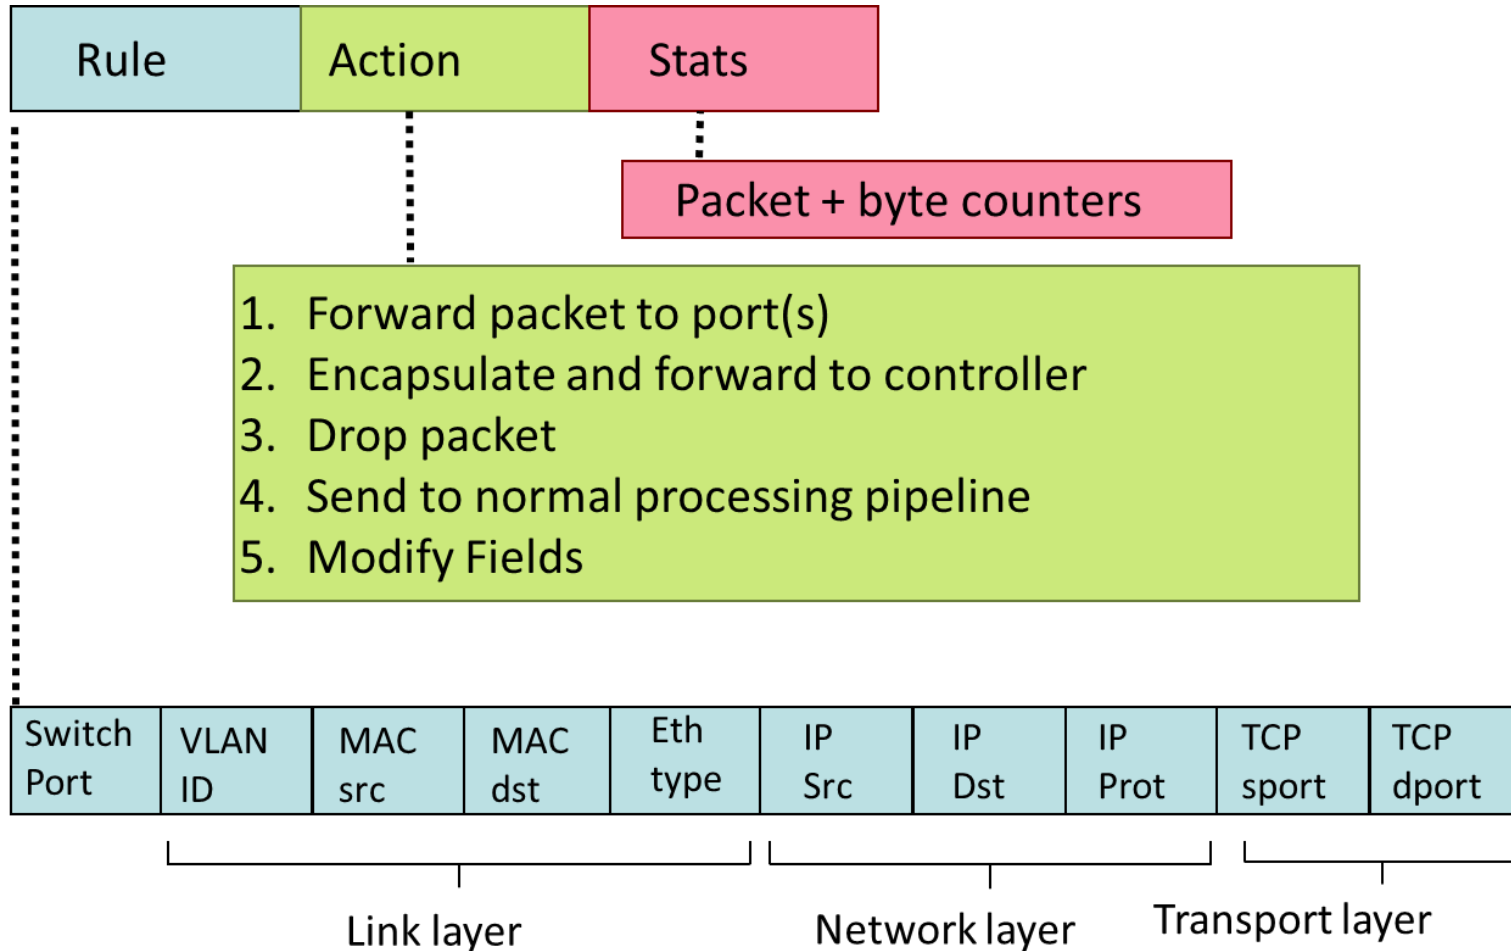 Rule Action Stats
Packet + byte counters
1. Forward packet to port(s)
2. Encapsulate and forward to controller
3. Drop packet
4. Send to normal processing pipeline
5. Modify Fields
Switch Port
VLAN ID
MAC src
MAC dst
Eth type
IP Src
IP Dst
IP Prot
TCP sport
TCP dport
Link layer
Network layer
Transport layer